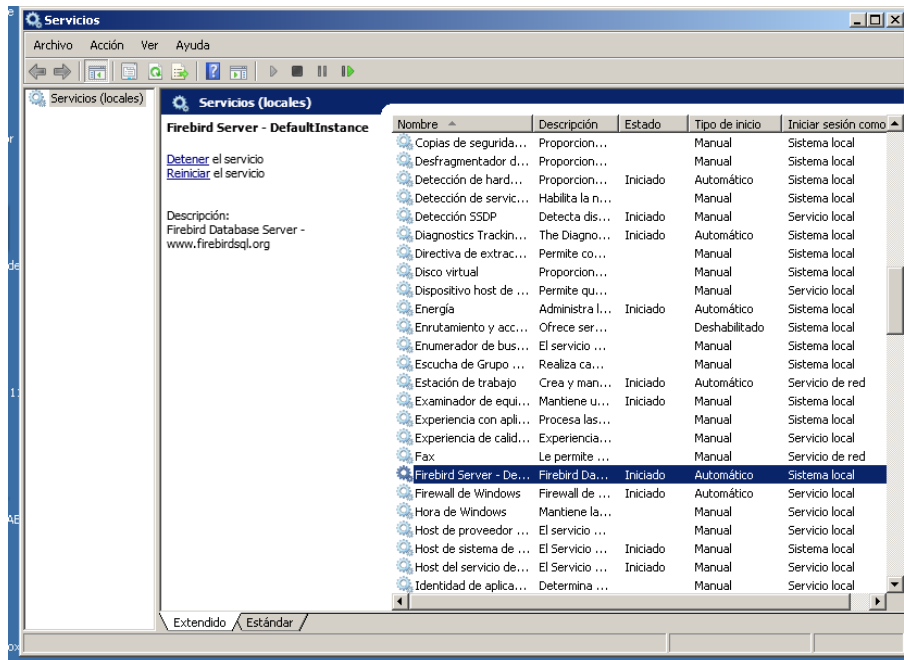 Servicios
Archivo Acción Ver Ayuda
Servicios (locales)
Servicios (locales)
Firebird Server - DefaultInstance
Detener el servicio
Reiniciar el servicio
Descripción:
Firebird Database Server -
www.firebirdsql.org
Nombre Descripción Estado Tipo de inicio Iniciar sesión como
Copias de segurida... Proporcion... Manual Sistema local
Desfragmentador d... Proporcion... Manual Sistema local
Detección de hard... Proporcion... Iniciado Automático Sistema local
Detección de servic... Habilita la n... Manual Sistema local
Detección SSDP Detecta dis... Iniciado Manual Servicio local
Diagnostics Trackin... The Diagno... Iniciado Automático Sistema local
Directiva de extrac... Permite co... Manual Sistema local
Disco virtual Proporcion... Manual Sistema local
Dispositivo host de ... Permite qu... Manual Servicio local
Energía Administra l... Iniciado Automático Sistema local
Enrutamiento y acc... Ofrece ser... Deshabilitado Sistema local
Enumerador de bus... El servicio ... Manual Sistema local
Escucha de Grupo ... Realiza ca... Manual Sistema local
Estación de trabajo Crea y man... Iniciado Automático Servicio de red
Examinador de equi... Mantiene u... Iniciado Manual Sistema local
Experiencia con apli... Procesa las... Manual Sistema local
Experiencia de calid... Experiencia... Manual Servicio local
Fax Le permite ... Manual Servicio de red
Firebird Server - De... Firebird Da... Iniciado Automático Sistema local
Firewall de Windows Firewall de ... Iniciado Automático Servicio local
Hora de Windows Mantiene la... Manual Servicio local
Host de proveedor ... El servicio ... Manual Servicio local
Host de sistema de ... El Servicio ... Iniciado Manual Sistema local
Host del servicio de... El Servicio ... Iniciado Manual Servicio local
Identidad de aplica... Determina ... Manual Servicio local
Extendido Estándar